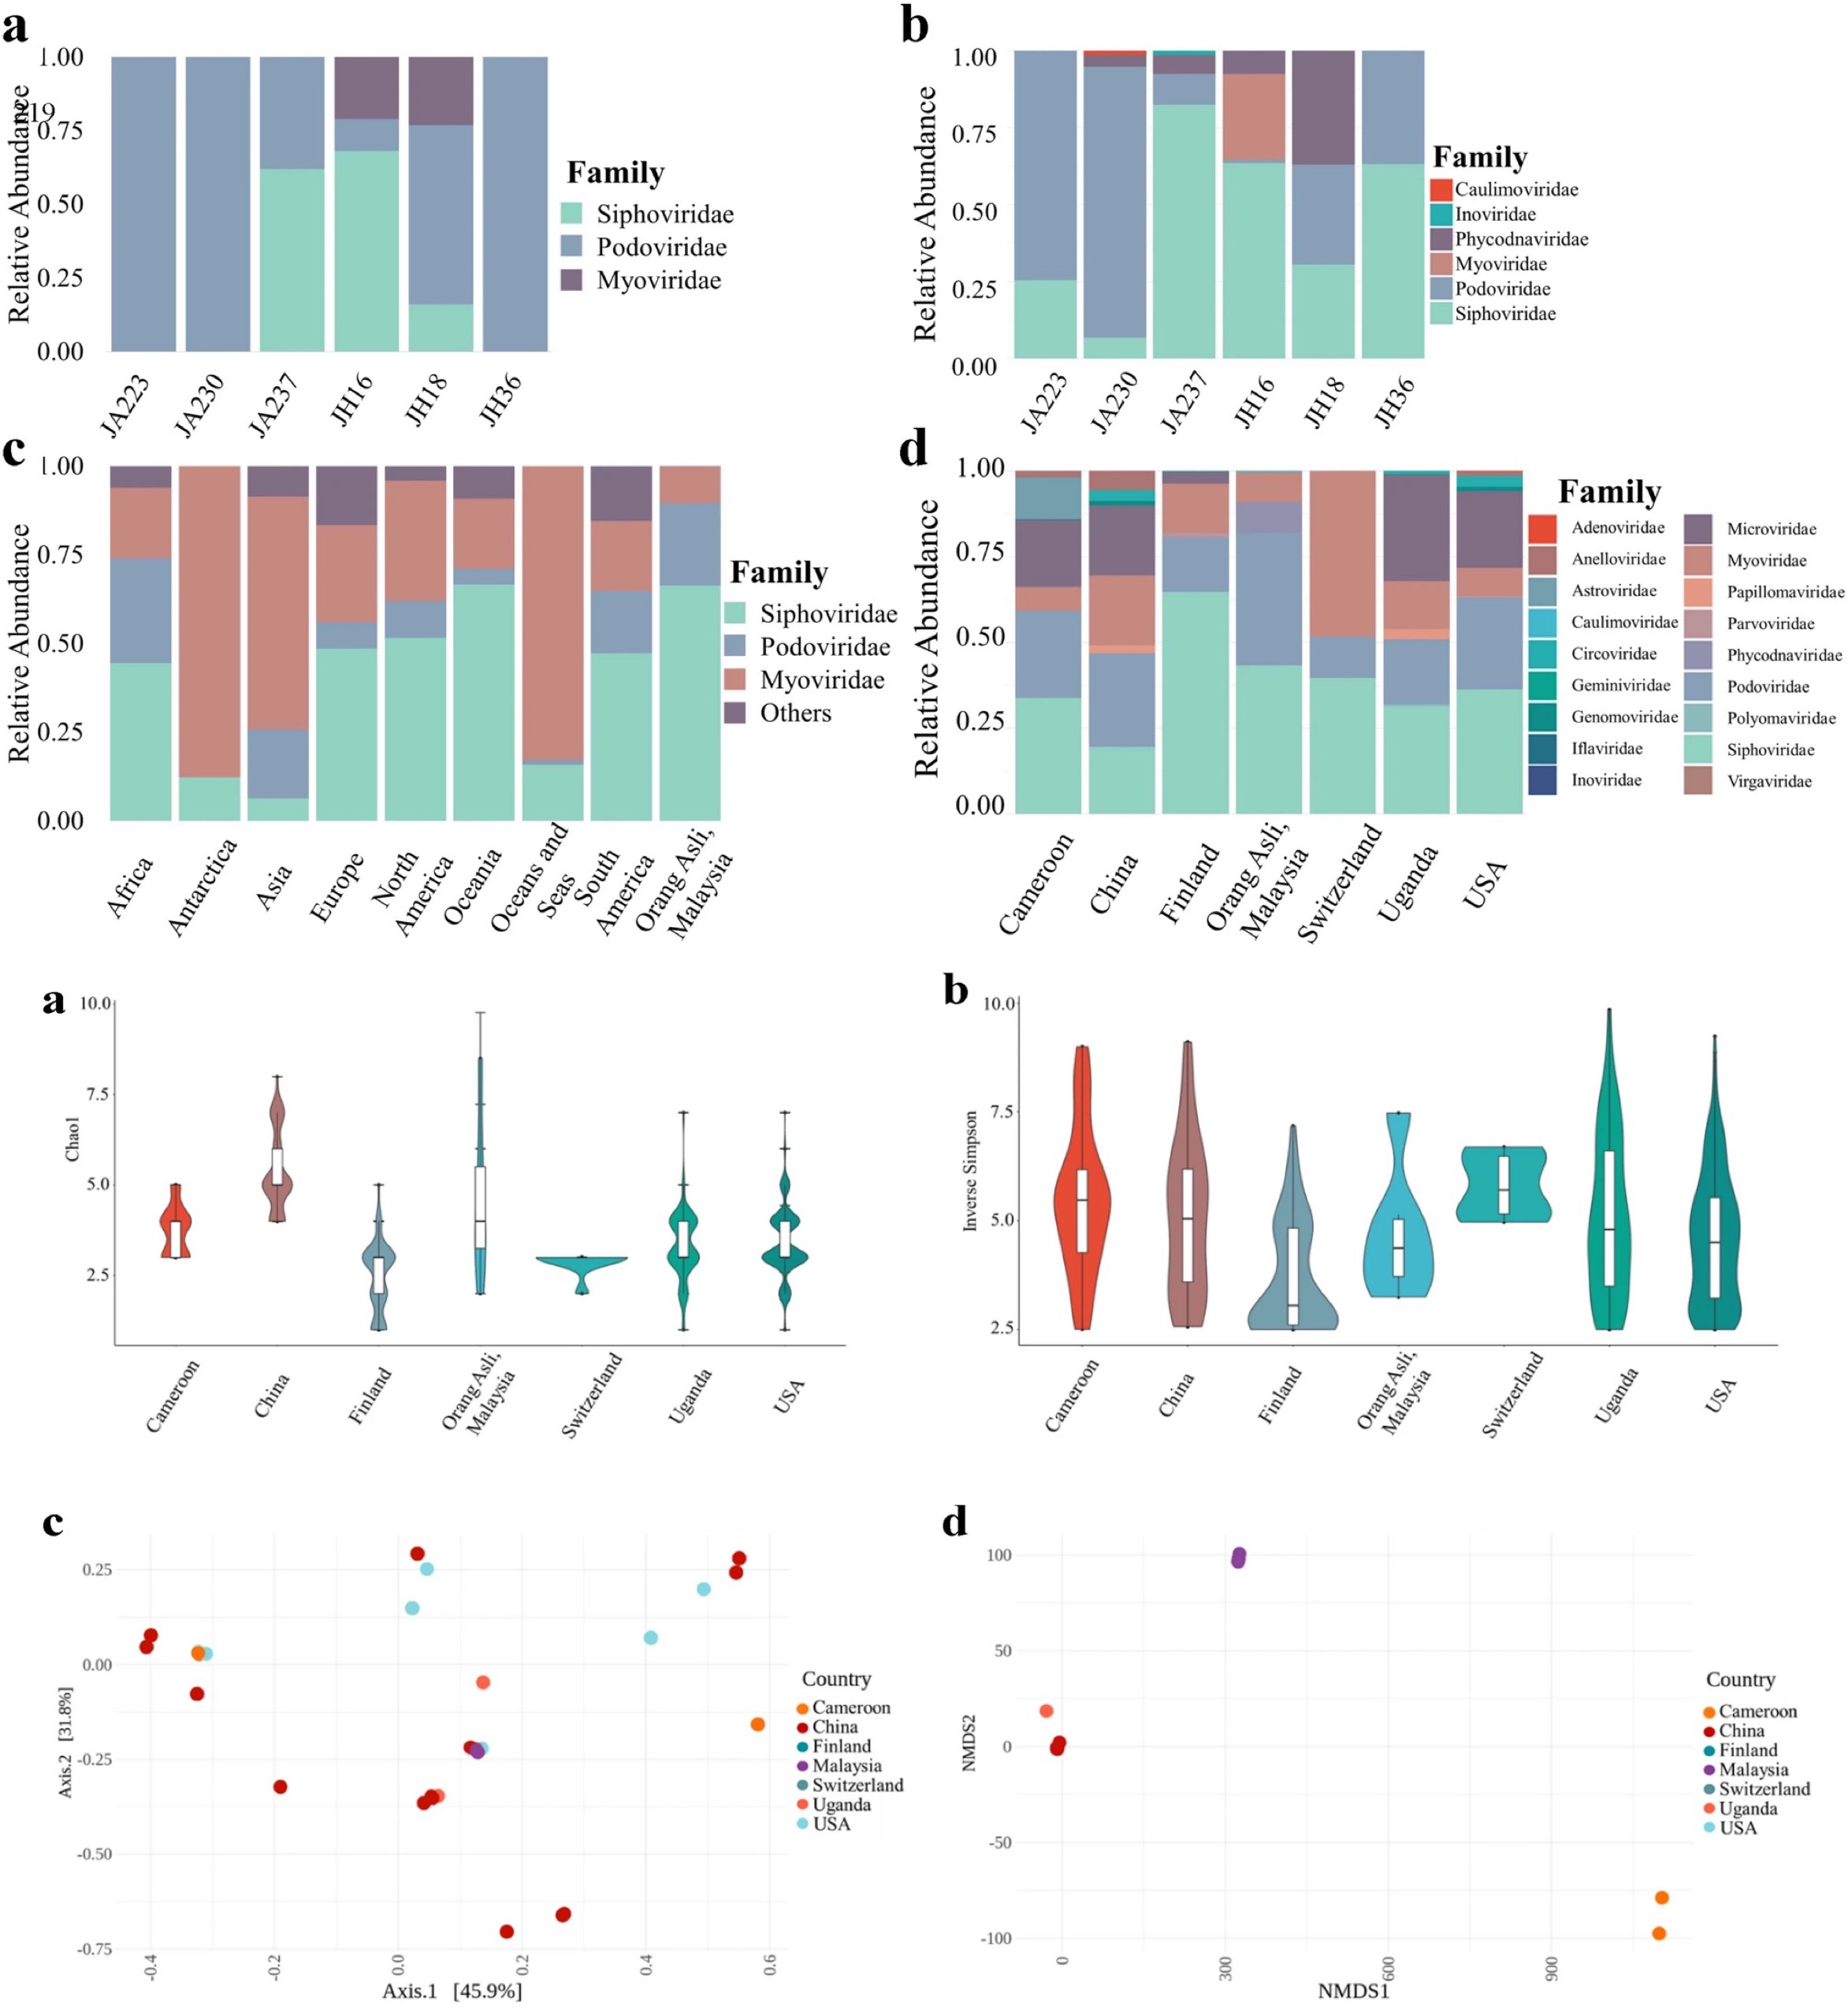 a
1.00
219
0.75
0.50
0.25
0.00
Relative Abundance
JA223
JA230
JA237
JH16
JH18
JH36
Family
Siphoviridae
Podoviridae
Myoviridae
b
1.00
0.75
0.50
0.25
0.00
Relative Abundance
JA223
JA230
JA237
JH16
JH18
JH36
Family
Caulimoviridae
Inoviridae
Phycodnaviridae
Myoviridae
Podoviridae
Siphoviridae
c
1.00
0.75
0.50
0.25
0.00
Relative Abundance
Africa
Antarctica
Asia
Europe
North
America
Oceania
Oceans and
Seas
South
America
Orang Asli,
Malaysia
Family
Siphoviridae
Podoviridae
Myoviridae
Others
d
1.00
0.75
0.50
0.25
0.00
Relative Abundance
Cameroon
China
Finland
Orang Asli,
Malaysia
Switzerland
Uganda
USA
Family
Adenoviridae
Anelloviridae
Astroviridae
Caulimoviridae
Circoviridae
Geminiviridae
Genomoviridae
Iflaviridae
Inoviridae
Microviridae
Myoviridae
Papillomaviridae
Parvoviridae
Phycodnaviridae
Podoviridae
Polyomaviridae
Siphoviridae
Virgaviridae
a
10.0
7.5
5.0
2.5
Chao1
Cameroon
China
Finland
Orang Asli,
Malaysia
Switzerland
Uganda
USA
b
10.0
7.5
5.0
2.5
Inverse Simpson
Cameroon
China
Finland
Orang Asli,
Malaysia
Switzerland
Uganda
USA
c
0.25
0.00
-0.25
-0.50
-0.75
Axis.2 [31.8%]
-0.4
-0.2
0.0
0.2
0.4
0.6
Axis.1 [45.9%]
Country
Cameroon
China
Finland
Malaysia
Switzerland
Uganda
USA
d
100
50
0
-50
-100
NMDS2
0
300
600
900
NMDS1
Country
Cameroon
China
Finland
Malaysia
Switzerland
Uganda
USA